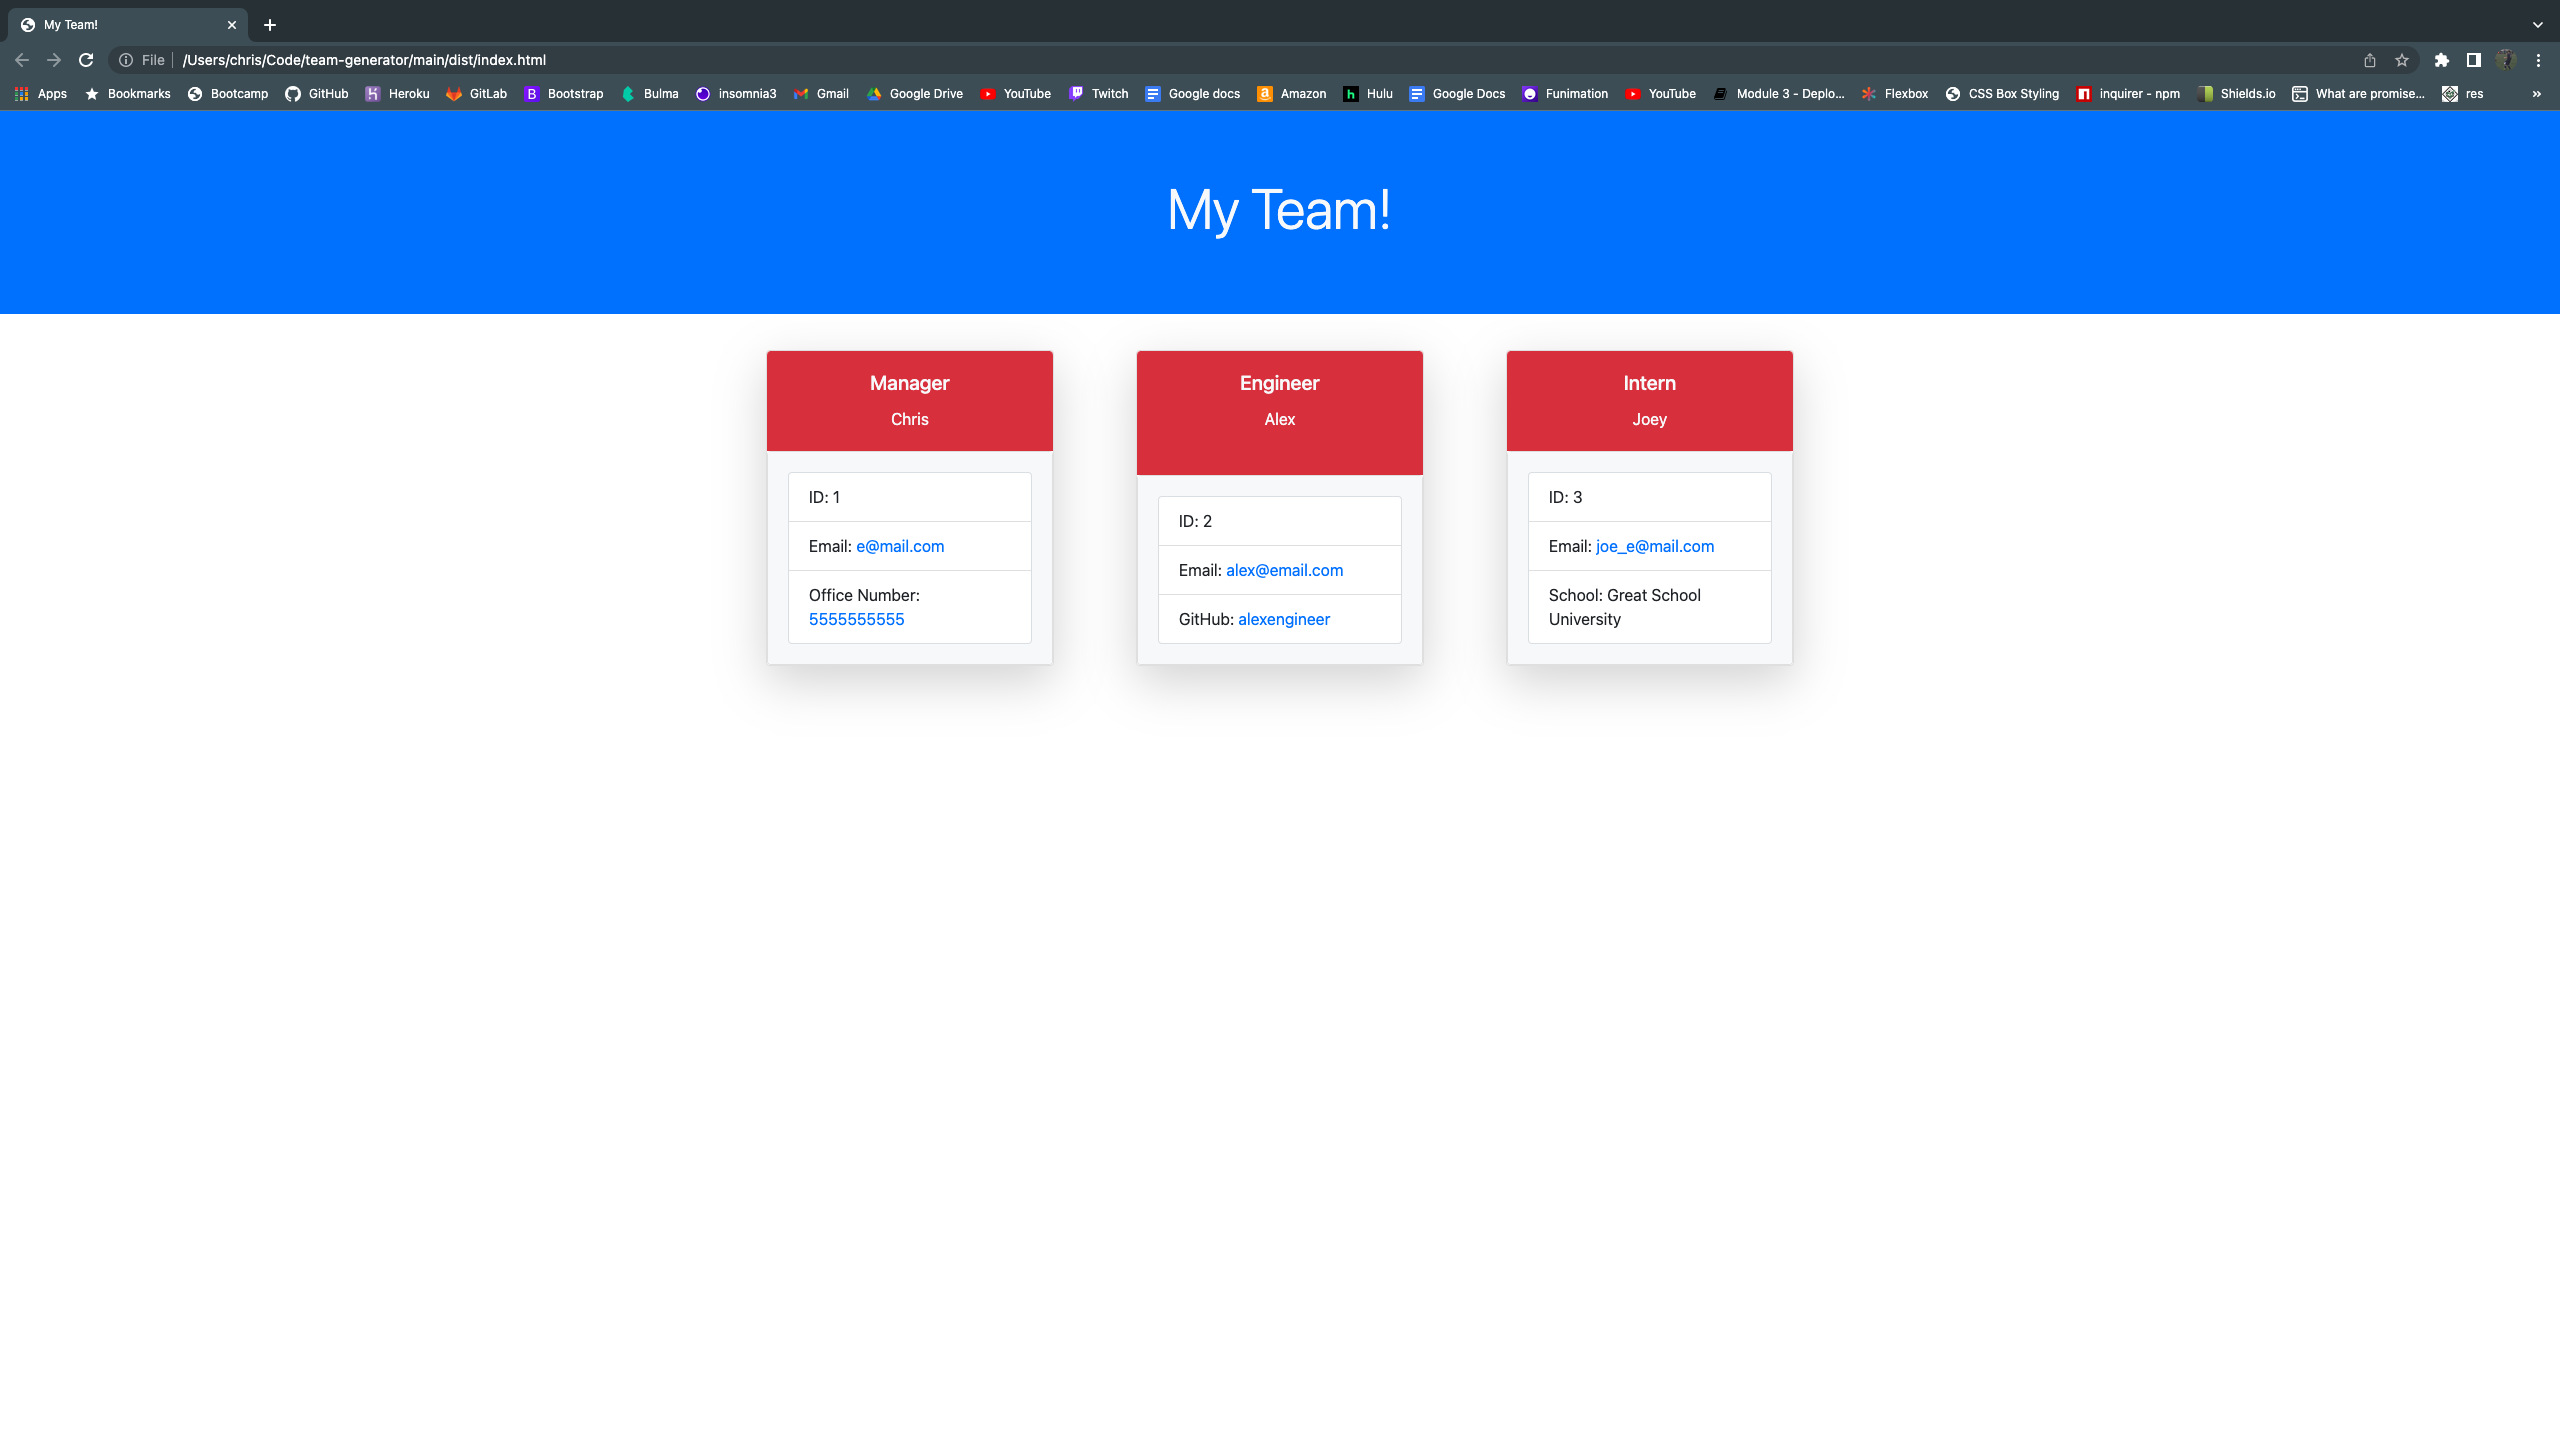 My Team!
File /Users/chris/Code/team-generator/main/dist/index.html
Apps Bookmarks Bootcamp GitHub Heroku GitLab Bootstrap Bulma insomnia3 Gmail Google Drive YouTube Twitch Google docs Amazon Hulu Google Docs Funimation YouTube Module 3 - Deplo... Flexbox CSS Box Styling inquirer - npm Shields.io What are promise... res »
My Team!
Manager
Chris
ID: 1
Email: e@mail.com
Office Number:
5555555555
Engineer
Alex
ID: 2
Email: alex@email.com
GitHub: alexengineer
Intern
Joey
ID: 3
Email: joe_e@mail.com
School: Great School
University